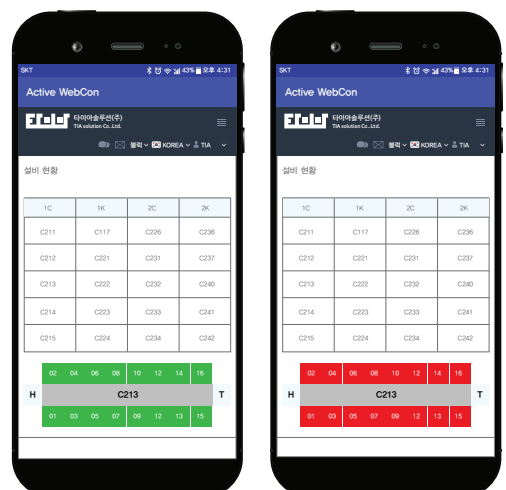 SKT 43% 오후 4:31
Active WebCon
타이아솔루션(주)
TIA solution Co.,Ltd.
블럭 KOREA TIA
설비 현황
1C 1K 2C 2K
C211 C117 C226 C236
C212 C221 C231 C237
C213 C222 C232 C240
C214 C223 C233 C241
C215 C224 C234 C242
02 04 06 08 10 12 14 16
H C213 T
01 03 05 07 09 12 13 15
SKT 43% 오후 4:31
Active WebCon
타이아솔루션(주)
TIA solution Co.,Ltd.
블럭 KOREA TIA
설비 현황
1C 1K 2C 2K
C211 C117 C226 C236
C212 C221 C231 C237
C213 C222 C232 C240
C214 C223 C233 C241
C215 C224 C234 C242
02 04 06 08 10 12 14 16
H C213 T
01 03 05 07 09 12 13 15